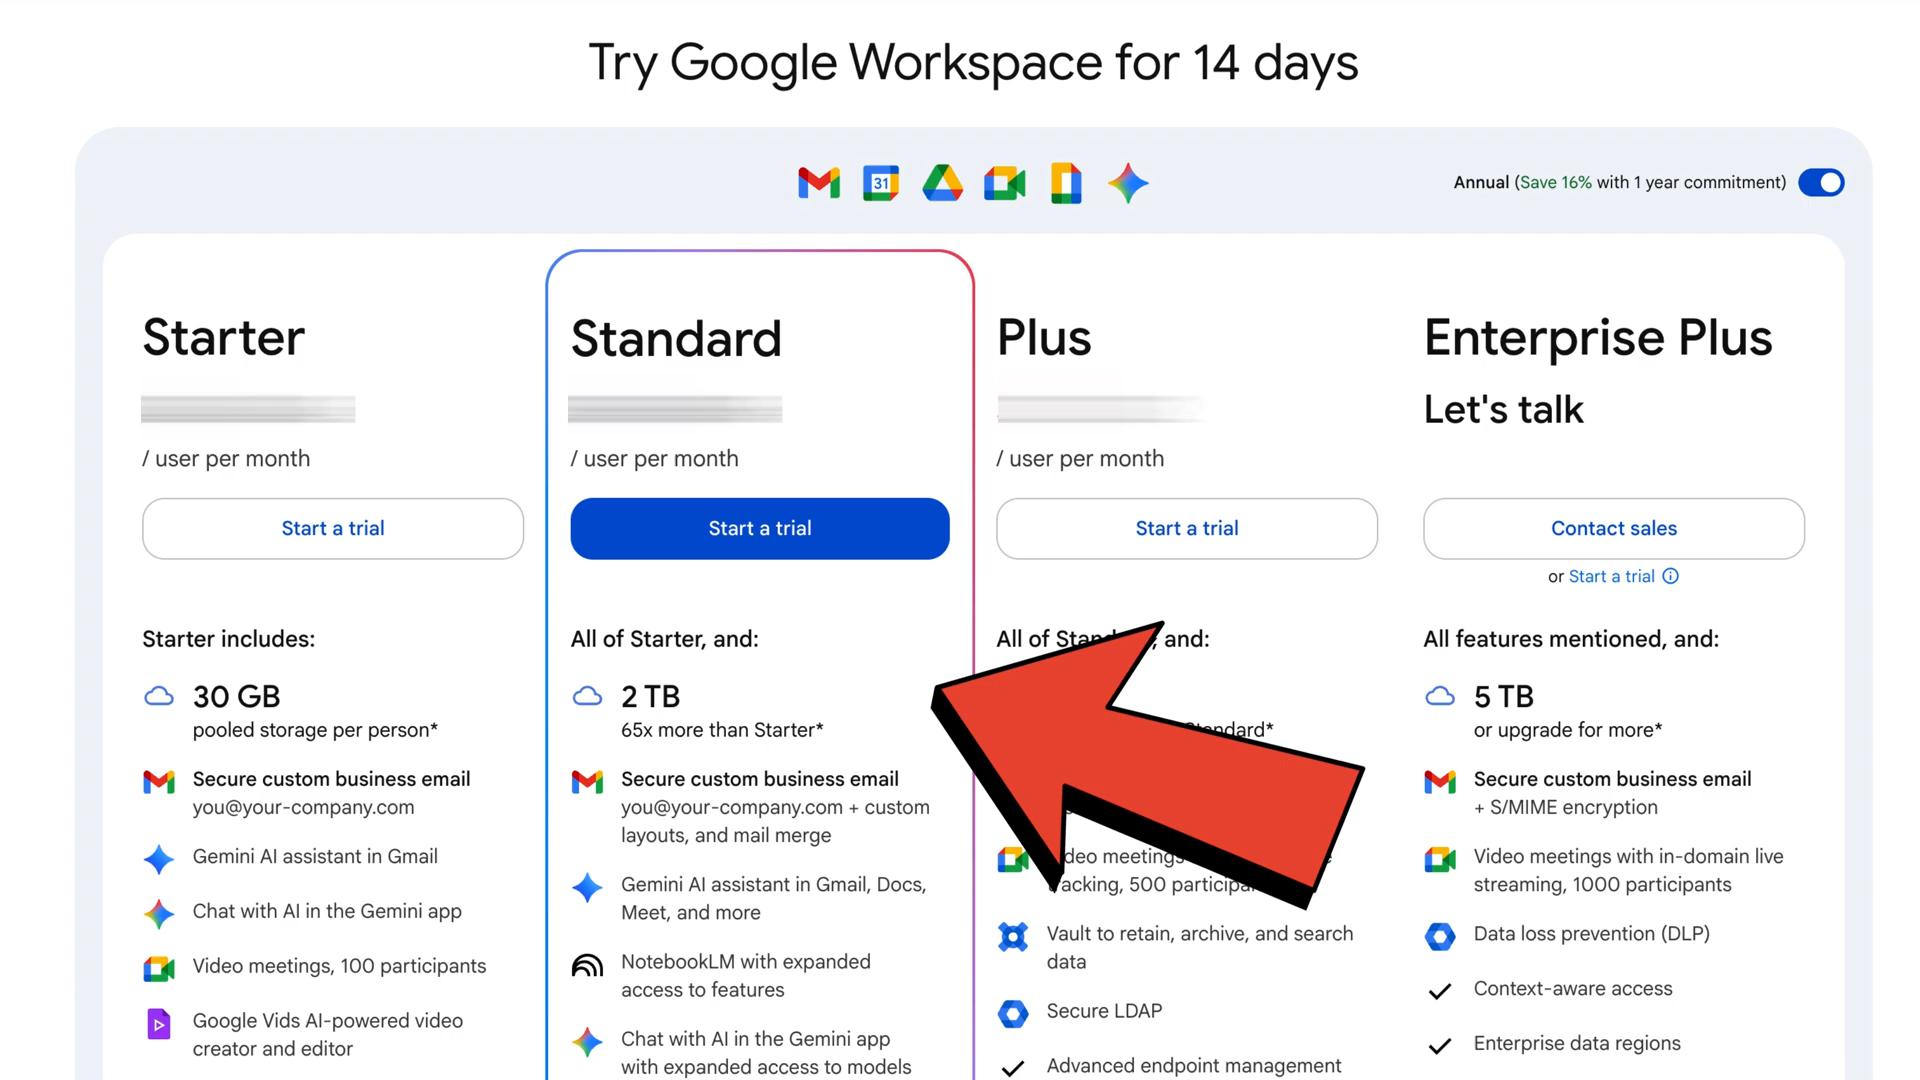 Try Google Workspace for 14 days
31
Annual (Save 16% with 1 year commitment)
Starter
/ user per month
Start a trial
Starter includes:
30 GB
pooled storage per person*
Secure custom business email
you@your-company.com
Gemini AI assistant in Gmail
Chat with AI in the Gemini app
Video meetings, 100 participants
Google Vids AI-powered video
creator and editor
Standard
/ user per month
Start a trial
All of Starter, and:
2 TB
65x more than Starter*
Secure custom business email
you@your-company.com + custom
layouts, and mail merge
Gemini AI assistant in Gmail, Docs,
Meet, and more
NotebookLM with expanded
access to features
Chat with AI in the Gemini app
with expanded access to models
Plus
/ user per month
Start a trial
All of and:
meetings
500
Vault to retain, archive, and search
data
Secure LDAP
Advanced endpoint management
Enterprise Plus
Let's talk
Contact sales
or Start a trial
All features mentioned, and:
5 TB
or upgrade for more*
Secure custom business email
+ S/MIME encryption
Video meetings with in-domain live
streaming, 1000 participants
Data loss prevention (DLP)
Context-aware access
Enterprise data regions